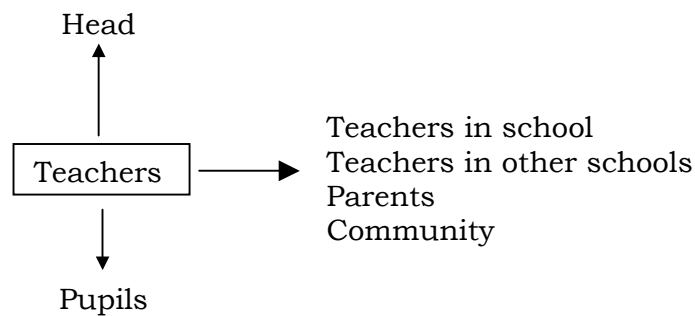 Head
Teachers
Teachers in school
Teachers in other schools
Parents
Community
Pupils